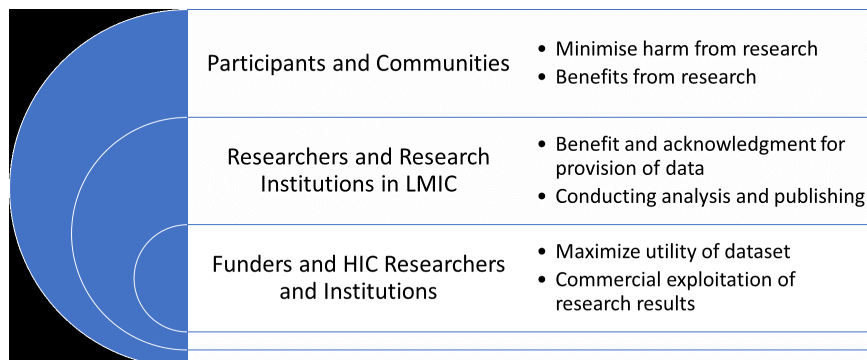 Participants and Communities
• Minimise harm from research
• Benefits from research
Researchers and Research
Institutions in LMIC
• Benefit and acknowledgment for
provision of data
• Conducting analysis and publishing
Funders and HIC Researchers
and Institutions
• Maximize utility of dataset
• Commercial exploitation of
research results